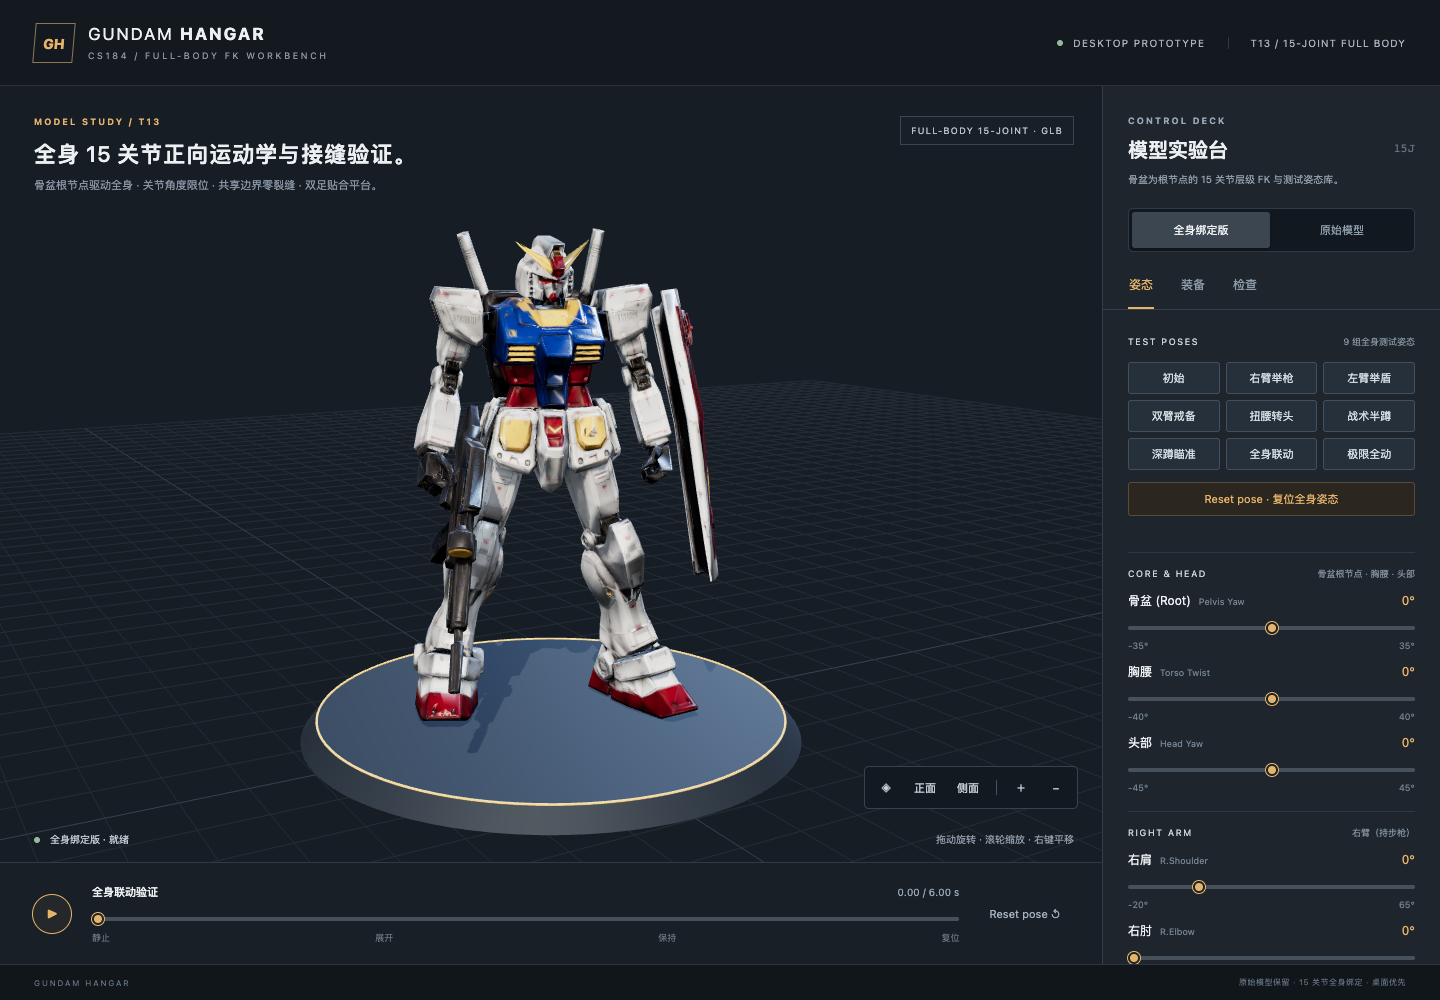 GH
GUNDAM HANGAR
CS184 / FULL-BODY FK WORKBENCH
DESKTOP PROTOTYPE
T13 / 15-JOINT FULL BODY
MODEL STUDY / T13
全身 15 关节正向运动学与接缝验证。
骨盆根节点驱动全身 · 关节角度限位 · 共享边界零裂缝 · 双足贴合平台。
FULL-BODY 15-JOINT · GLB
正面 侧面 + −
全身绑定版 · 就绪
拖动旋转 · 滚轮缩放 · 右键平移
全身联动验证
0.00 / 6.00 s
静止 展开 保持 复位
Reset pose ↺
CONTROL DECK
模型实验台
15J
骨盆为根节点的 15 关节层级 FK 与测试姿态库。
全身绑定版 原始模型
姿态 装备 检查
TEST POSES
9 组全身测试姿态
初始 右臂举枪 左臂举盾
双臂戒备 扭腰转头 战术半蹲
深蹲瞄准 全身联动 极限全动
Reset pose · 复位全身姿态
CORE & HEAD
骨盆根节点 · 胸腰 · 头部
骨盆 (Root) Pelvis Yaw 0°
-35° 35°
胸腰 Torso Twist 0°
-40° 40°
头部 Head Yaw 0°
-45° 45°
RIGHT ARM
右臂（持步枪）
右肩 R.Shoulder 0°
-20° 65°
右肘 R.Elbow 0°
GUNDAM HANGAR
原始模型保留 · 15 关节全身绑定 · 桌面优先